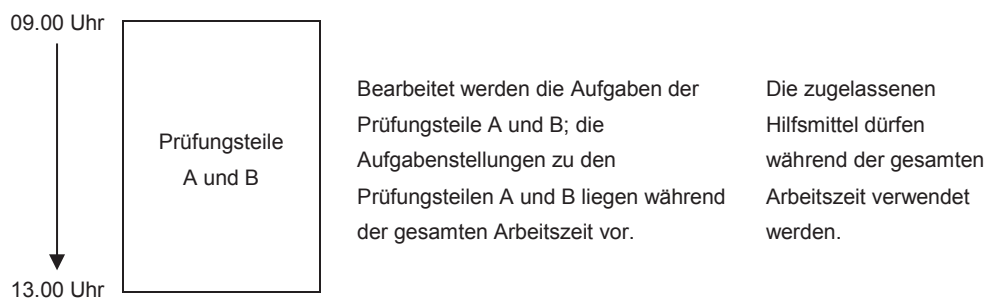 09.00 Uhr
Prüfungsteile
A und B
13.00 Uhr
Bearbeitet werden die Aufgaben der
Prüfungsteile A und B; die
Aufgabenstellungen zu den
Prüfungsteilen A und B liegen während
der gesamten Arbeitszeit vor.
Die zugelassenen
Hilfsmittel dürfen
während der gesamten
Arbeitszeit verwendet
werden.